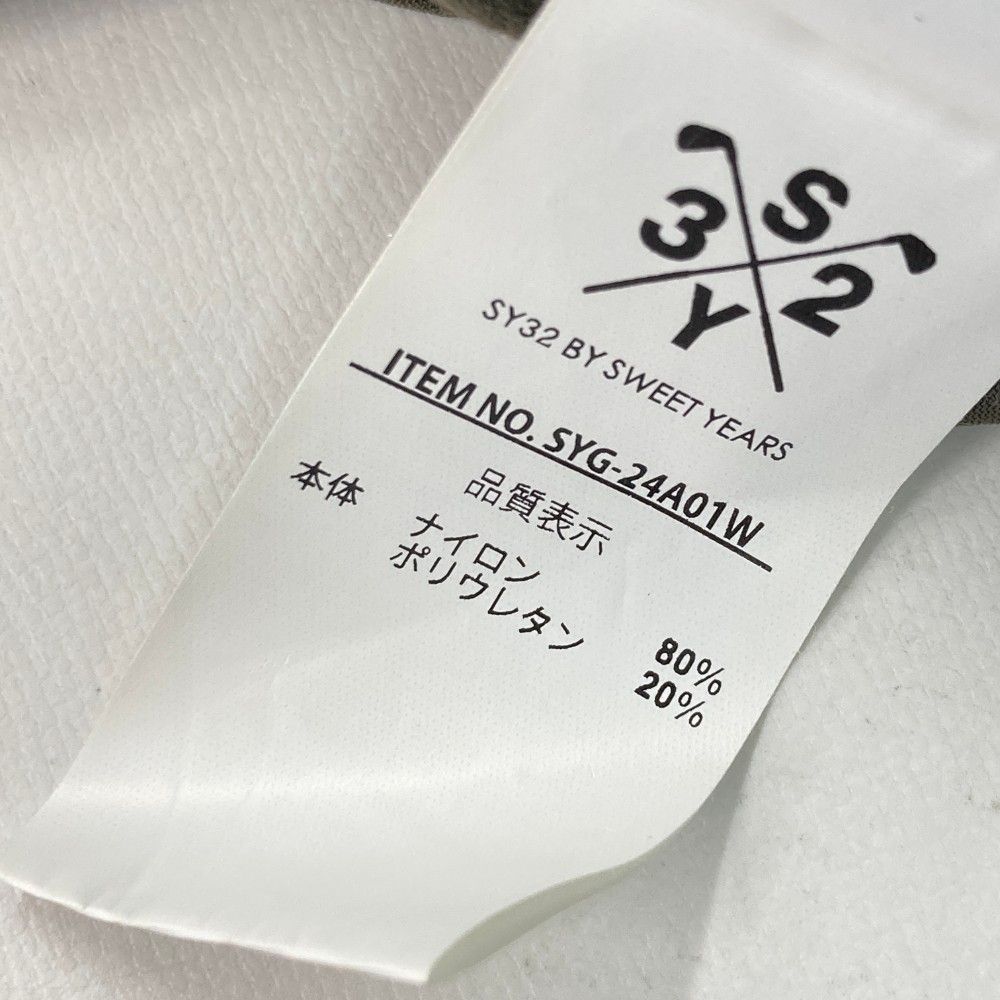 S
3 2
Y
SY32 BY SWEET YEARS
ITEM NO. SYG-24A01W
品質表示
本体 ナイロン 80%
ポリウレタン 20%